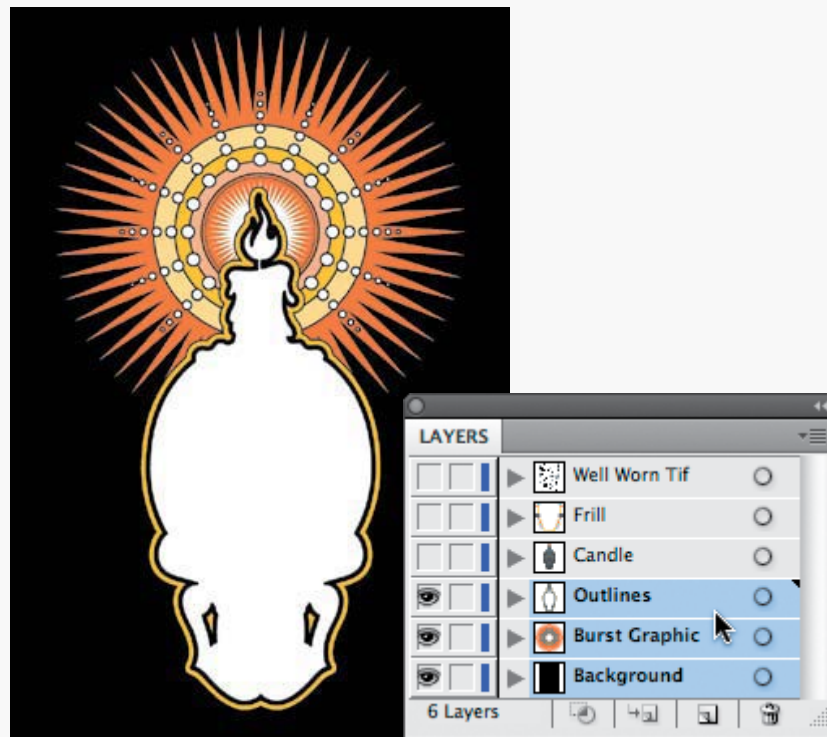 LAYERS
Well Worn Tif
Frill
Candle
Outlines
Burst Graphic
Background
6 Layers